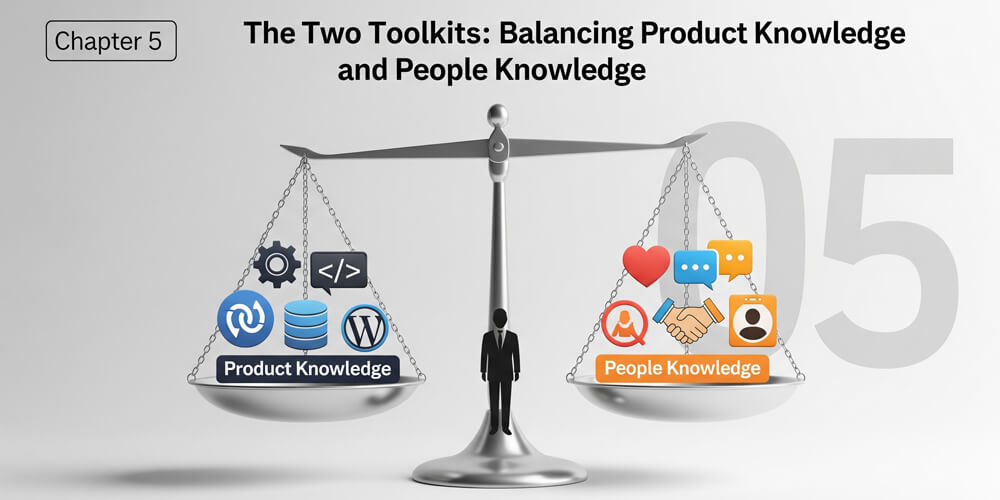 Chapter 5
The Two Toolkits: Balancing Product Knowledge
and People Knowledge
05
</>
W
Product Knowledge
People Knowledge